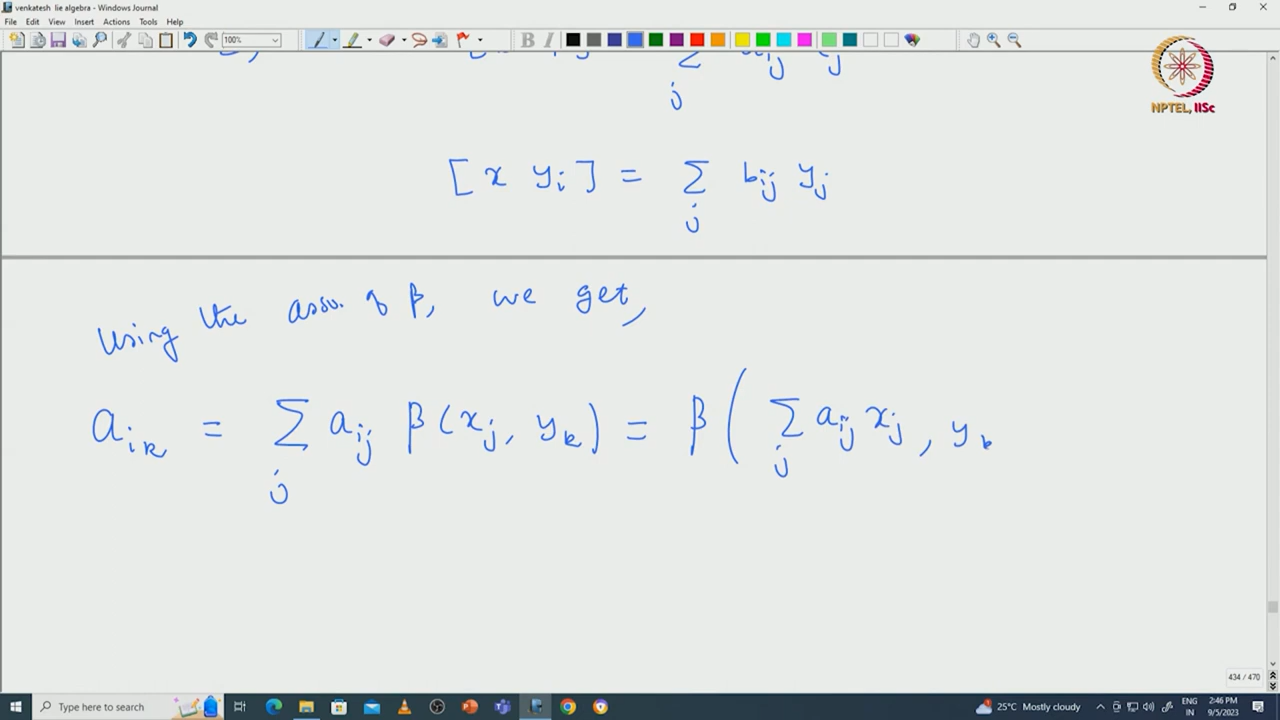 venkatesh lie algebra - Windows Journal
File Edit View Insert Actions Tools Help
100%
B I
NPTEL, IISc
j
[x y_i] = Σ_j b_ij y_j
Using the asso. of β, we get,
a_ik = Σ_j a_ij β(x_j, y_k) = β( Σ_j a_ij x_j, y_k
434 / 470
Type here to search
25°C Mostly cloudy
ENG
IN
2:46 PM
9/5/2023